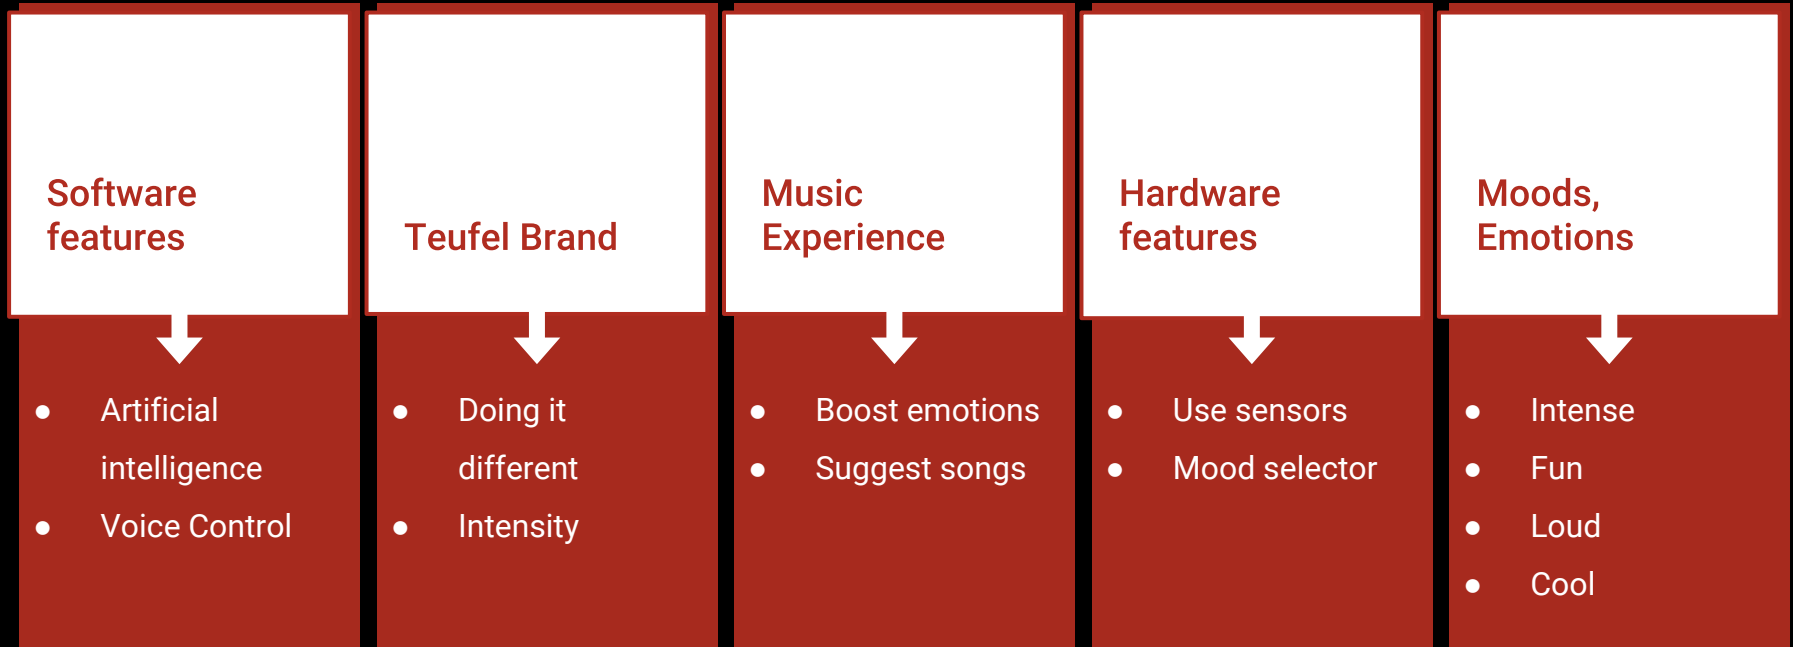 Software
features
Teufel Brand
Music
Experience
Hardware
features
Moods,
Emotions
● Artificial
intelligence
● Voice Control
● Doing it
different
● Intensity
● Boost emotions
● Suggest songs
● Use sensors
● Mood selector
● Intense
● Fun
● Loud
● Cool